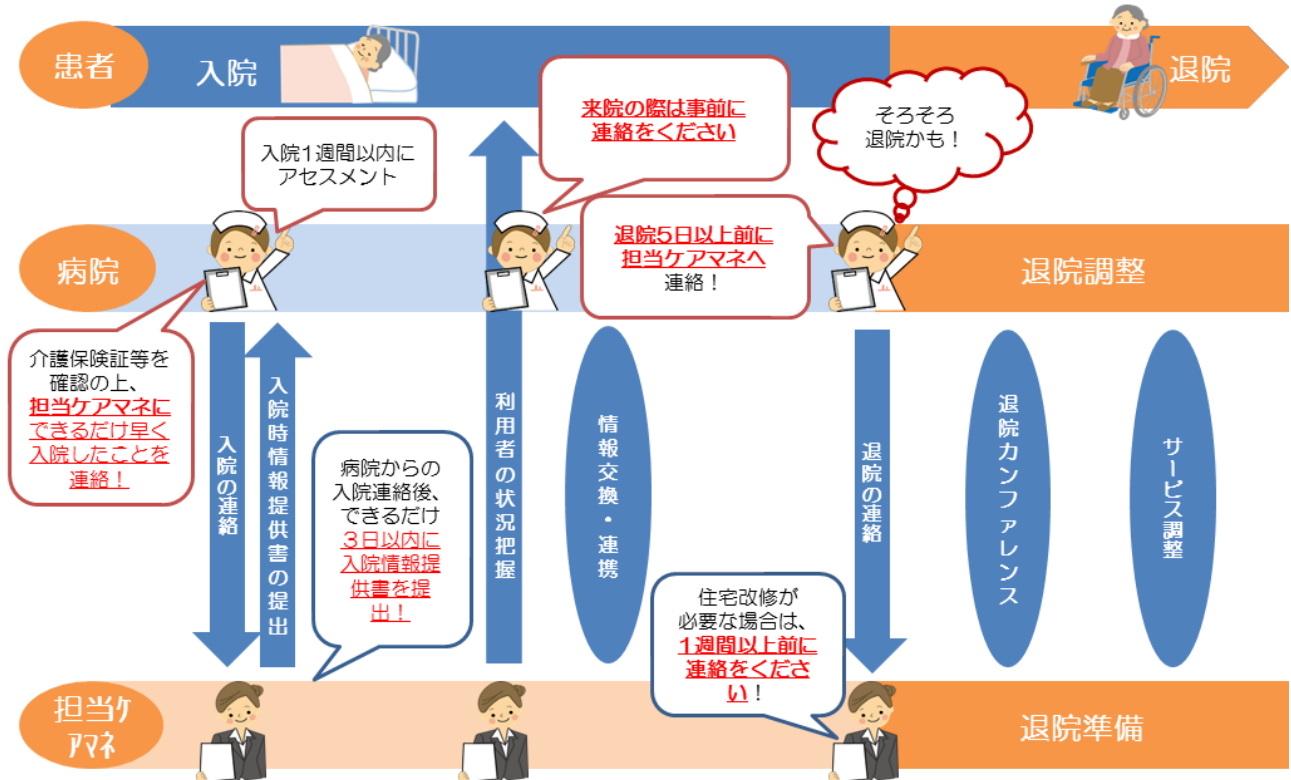 患者
入院
退院
来院の際は事前に
連絡をください
そろそろ
退院かも！
入院1週間以内に
アセスメント
病院
退院5日以上前に
担当ケアマネへ
連絡！
退院調整
介護保険証等を
確認の上、
担当ケアマネに
できるだけ早く
入院したことを
連絡！
入院の連絡
入院時情報提供書の提出
病院からの
入院連絡後、
できるだけ
３日以内に
入院情報提
供書を提
出！
利用者の状況把握
情報交換・連携
退院の連絡
退院カンファレンス
サービス調整
住宅改修が
必要な場合は、
1週間以上前に
連絡をくださ
い！
担当ｹ
ｱﾏﾈ
退院準備